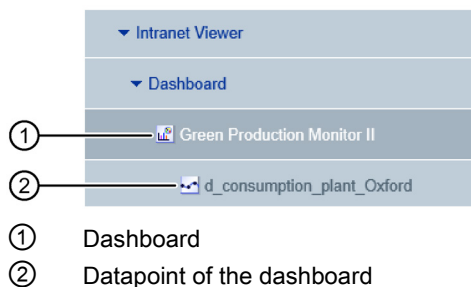 Intranet Viewer
Dashboard
① Green Production Monitor II
② d_consumption_plant_Oxford
① Dashboard
② Datapoint of the dashboard